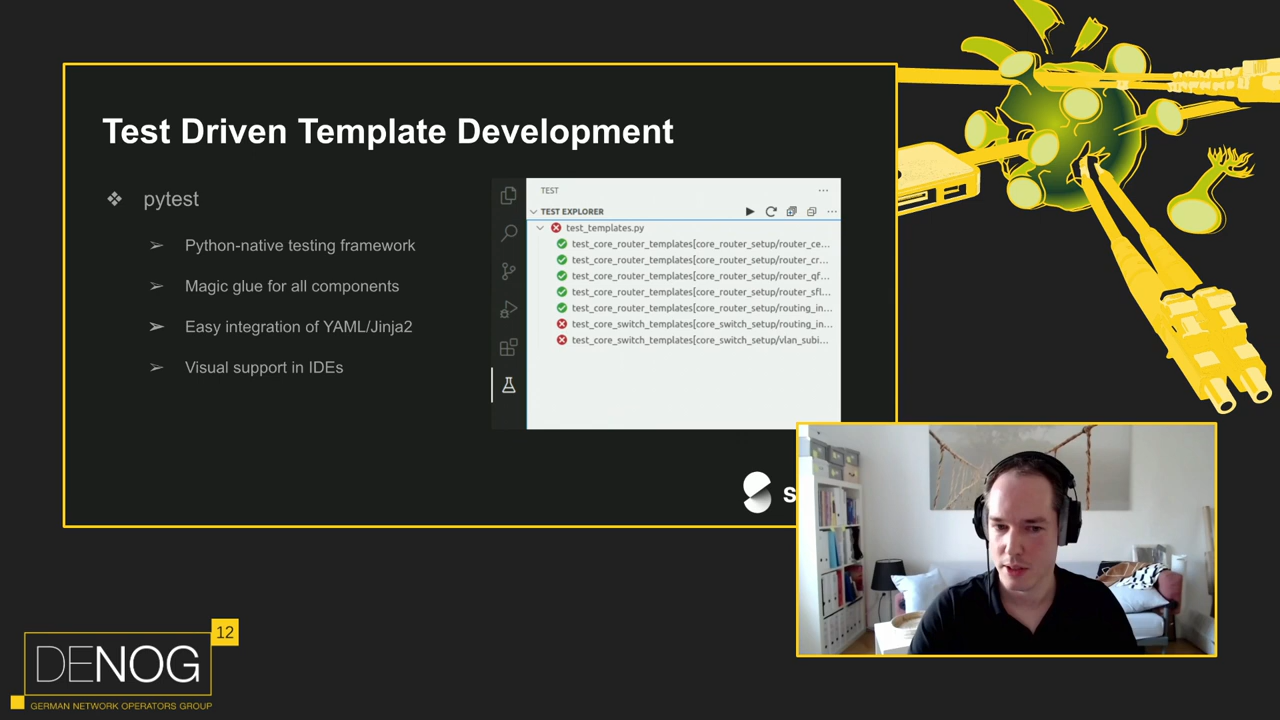 Test Driven Template Development
❖ pytest
➢ Python-native testing framework
➢ Magic glue for all components
➢ Easy integration of YAML/Jinja2
➢ Visual support in IDEs
TEST
TEST EXPLORER
test_templates.py
test_core_router_templates[core_router_setup/router_ce...
test_core_router_templates[core_router_setup/router_cr...
test_core_router_templates[core_router_setup/router_qf...
test_core_router_templates[core_router_setup/router_sfl...
test_core_router_templates[core_router_setup/routing_in...
test_core_switch_templates[core_switch_setup/routing_in...
test_core_switch_templates[core_switch_setup/vlan_subi...
s
12
DENOG
GERMAN NETWORK OPERATORS GROUP